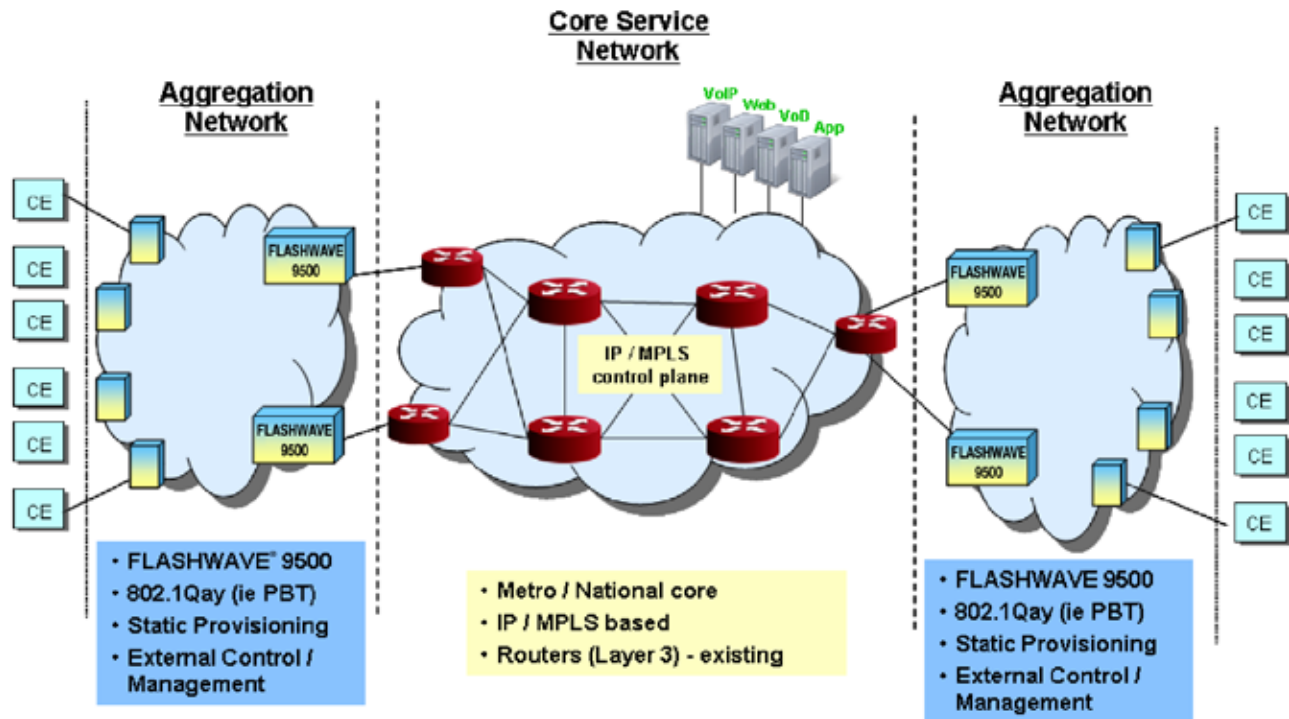 Core Service
Network
Aggregation
Network
Aggregation
Network
VoIP
Web
VoD
App
CE
CE
CE
CE
CE
CE
FLASHWAVE
9500
FLASHWAVE
9500
IP / MPLS
control plane
FLASHWAVE
9500
FLASHWAVE
9500
CE
CE
CE
CE
CE
CE
• FLASHWAVE® 9500
• 802.1Qay (ie PBT)
• Static Provisioning
• External Control /
Management
• Metro / National core
• IP / MPLS based
• Routers (Layer 3) - existing
• FLASHWAVE 9500
• 802.1Qay (ie PBT)
• Static Provisioning
• External Control /
Management